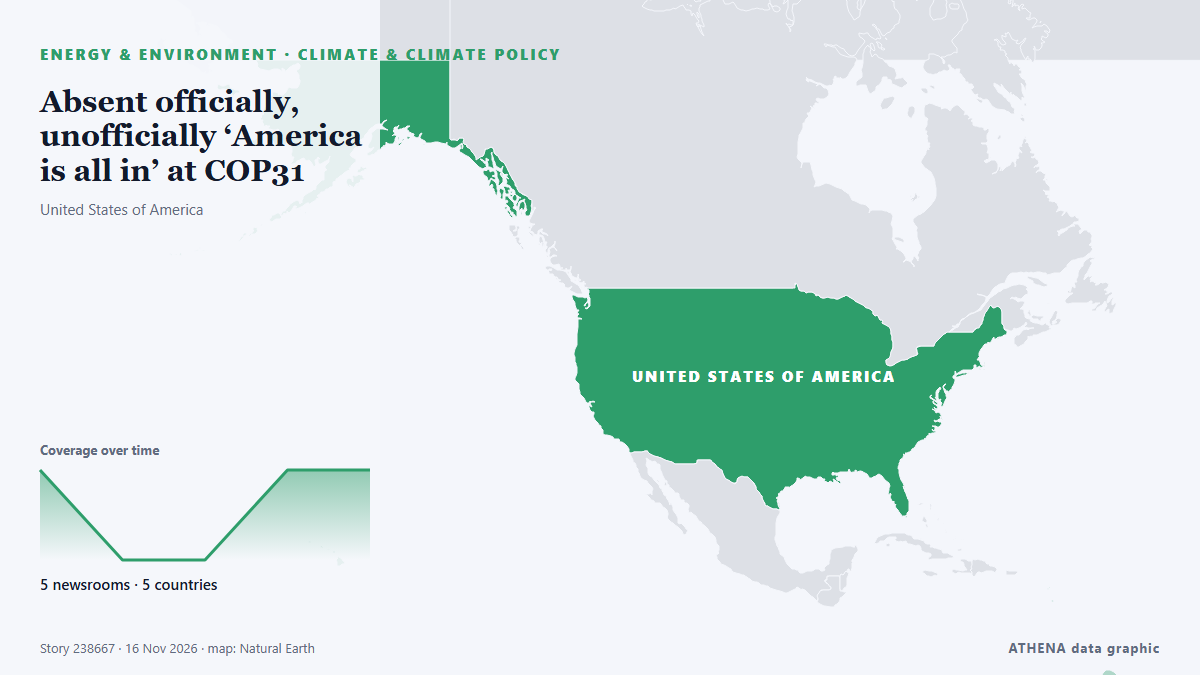 ENERGY & ENVIRONMENT · CLIMATE & CLIMATE POLICY
Absent officially,
unofficially ‘America
is all in’ at COP31
United States of America
UNITED STATES OF AMERICA
Coverage over time
5 newsrooms · 5 countries
Story 238667 · 16 Nov 2026 · map: Natural Earth
ATHENA data graphic